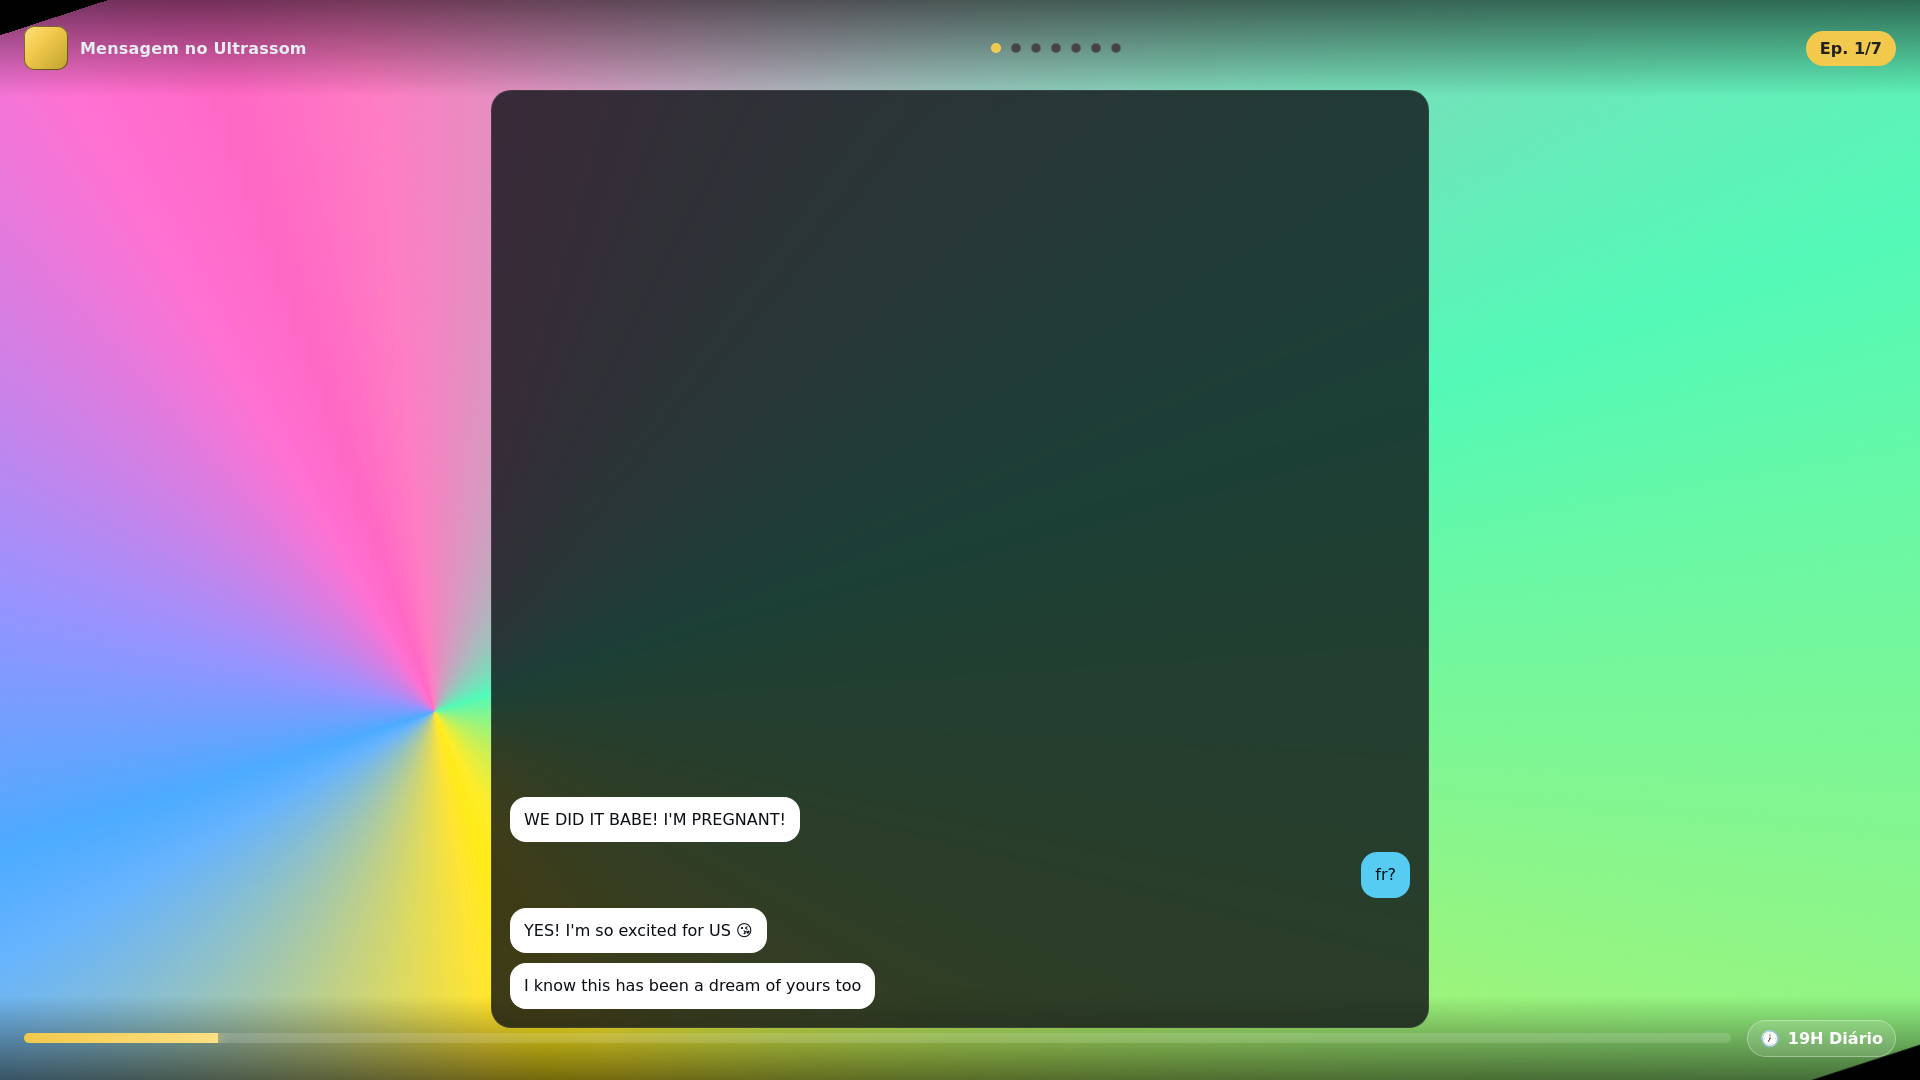 Mensagem no Ultrassom
Ep. 1/7
WE DID IT BABE! I'M PREGNANT!
fr?
YES! I'm so excited for US 😘
I know this has been a dream of yours too
🕖 19H Diário